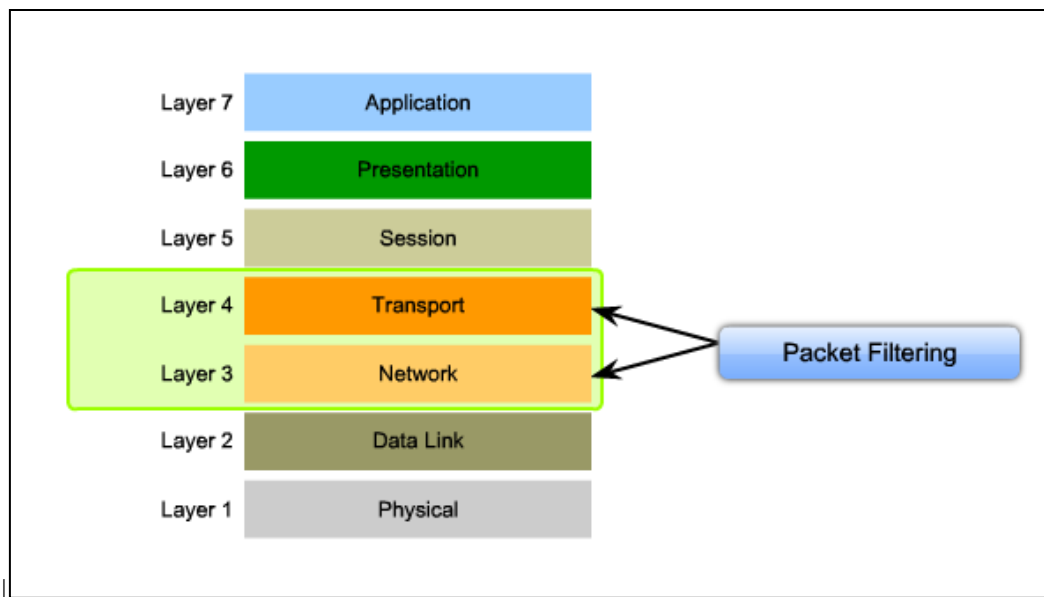 Layer 7 Application
Layer 6 Presentation
Layer 5 Session
Layer 4 Transport
Packet Filtering
Layer 3 Network
Layer 2 Data Link
Layer 1 Physical